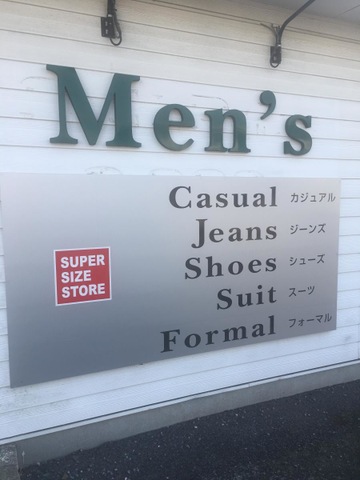 Men's
Casual カジュアル
Jeans ジーンズ
Shoes シューズ
Suit スーツ
Formal フォーマル
SUPER
SIZE
STORE